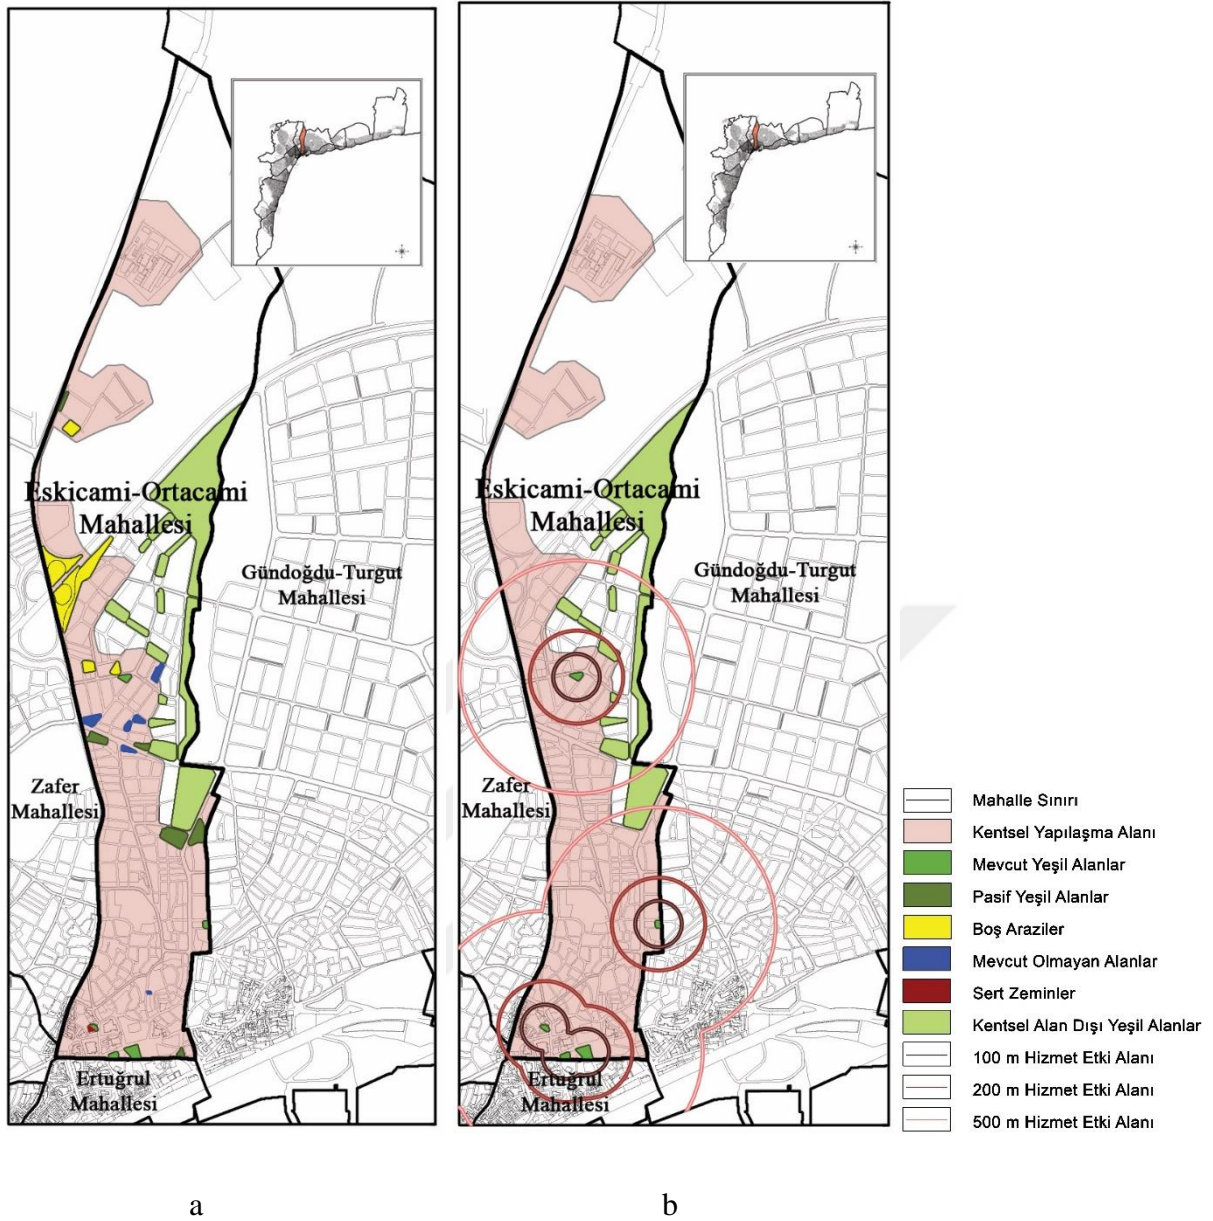 Eskicami-Ortacami
Mahallesi
Gündoğdu-Turgut
Mahallesi
Zafer
Mahallesi
Ertuğrul
Mahallesi
Eskicami-Ortacami
Mahallesi
Gündoğdu-Turgut
Mahallesi
Zafer
Mahallesi
Ertuğrul
Mahallesi
Mahalle Sınırı
Kentsel Yapılaşma Alanı
Mevcut Yeşil Alanlar
Pasif Yeşil Alanlar
Boş Araziler
Mevcut Olmayan Alanlar
Sert Zeminler
Kentsel Alan Dışı Yeşil Alanlar
100 m Hizmet Etki Alanı
200 m Hizmet Etki Alanı
500 m Hizmet Etki Alanı
a
b